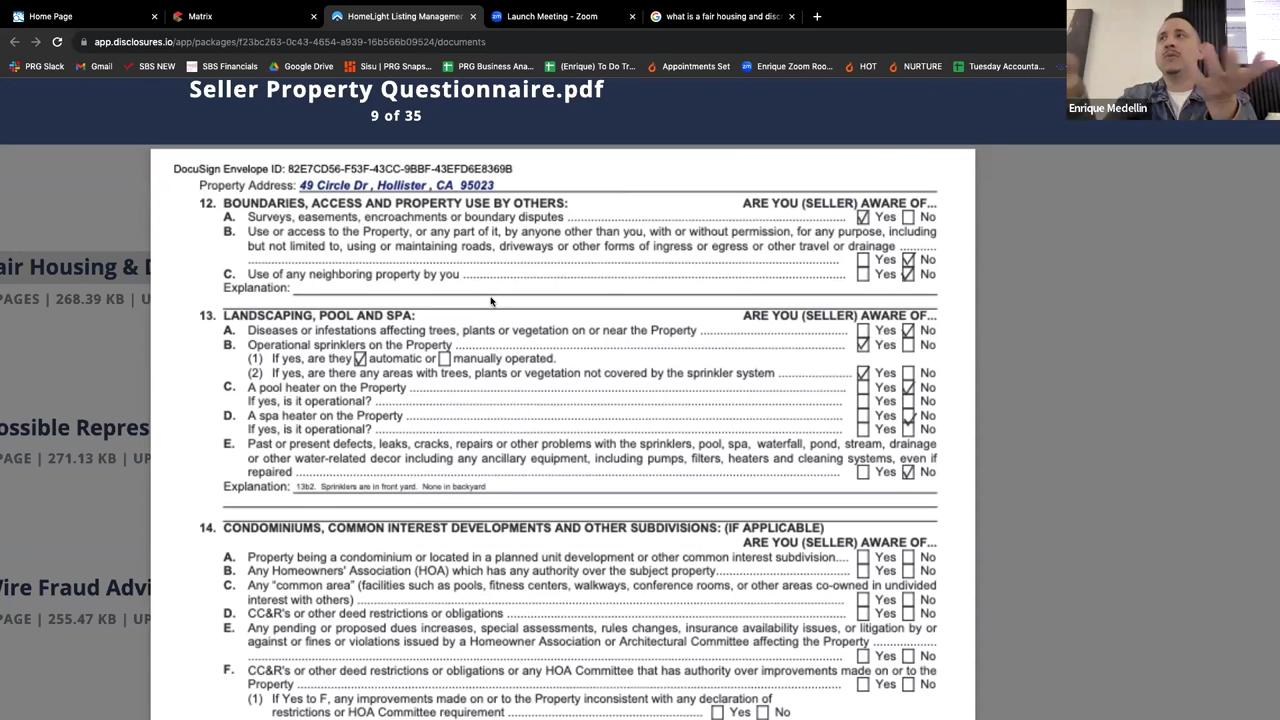 Home Page
Matrix
HomeLight Listing Manageme
Launch Meeting - Zoom
what is a fair housing and disc
app.disclosures.io/app/packages/f23bc263-0c43-4654-a939-16b566b09524/documents
PRG Slack
Gmail
SBS NEW
SBS Financials
Google Drive
Sisu | PRG Snaps...
PRG Business Ana...
(Enrique) To Do Tr...
Appointments Set
Enrique Zoom Roo...
HOT
NURTURE
Tuesday Accounta...
Enrique Medellin
Seller Property Questionnaire.pdf
9 of 35
air Housing & D
PAGES | 268.39 KB | UP
ossible Repres
PAGE | 271.13 KB | UP
Wire Fraud Advi
PAGE | 255.47 KB | UP
DocuSign Envelope ID: 82E7CD56-F53F-43CC-9BBF-43EFD6E8369B
Property Address: 49 Circle Dr , Hollister , CA 95023
12. BOUNDARIES, ACCESS AND PROPERTY USE BY OTHERS: ARE YOU (SELLER) AWARE OF...
A. Surveys, easements, encroachments or boundary disputes Yes No
B. Use or access to the Property, or any part of it, by anyone other than you, with or without permission, for any purpose, including
but not limited to, using or maintaining roads, driveways or other forms of ingress or egress or other travel or drainage
Yes No
C. Use of any neighboring property by you Yes No
Explanation:
13. LANDSCAPING, POOL AND SPA: ARE YOU (SELLER) AWARE OF...
A. Diseases or infestations affecting trees, plants or vegetation on or near the Property Yes No
B. Operational sprinklers on the Property Yes No
(1) If yes, are they automatic or manually operated.
(2) If yes, are there any areas with trees, plants or vegetation not covered by the sprinkler system Yes No
C. A pool heater on the Property Yes No
If yes, is it operational? Yes No
D. A spa heater on the Property Yes No
If yes, is it operational? Yes No
E. Past or present defects, leaks, cracks, repairs or other problems with the sprinklers, pool, spa, waterfall, pond, stream, drainage
or other water-related decor including any ancillary equipment, including pumps, filters, heaters and cleaning systems, even if
repaired Yes No
Explanation: 13b2. Sprinklers are in front yard. None in backyard
14. CONDOMINIUMS, COMMON INTEREST DEVELOPMENTS AND OTHER SUBDIVISIONS: (IF APPLICABLE)
ARE YOU (SELLER) AWARE OF...
A. Property being a condominium or located in a planned unit development or other common interest subdivision.... Yes No
B. Any Homeowners' Association (HOA) which has any authority over the subject property Yes No
C. Any "common area" (facilities such as pools, fitness centers, walkways, conference rooms, or other areas co-owned in undivided
interest with others) Yes No
D. CC&R's or other deed restrictions or obligations Yes No
E. Any pending or proposed dues increases, special assessments, rules changes, insurance availability issues, or litigation by or
against or fines or violations issued by a Homeowner Association or Architectural Committee affecting the Property
Yes No
F. CC&R's or other deed restrictions or obligations or any HOA Committee that has authority over improvements made on or to the
Property Yes No
(1) If Yes to F, any improvements made on or to the Property inconsistent with any declaration of
restrictions or HOA Committee requirement Yes No